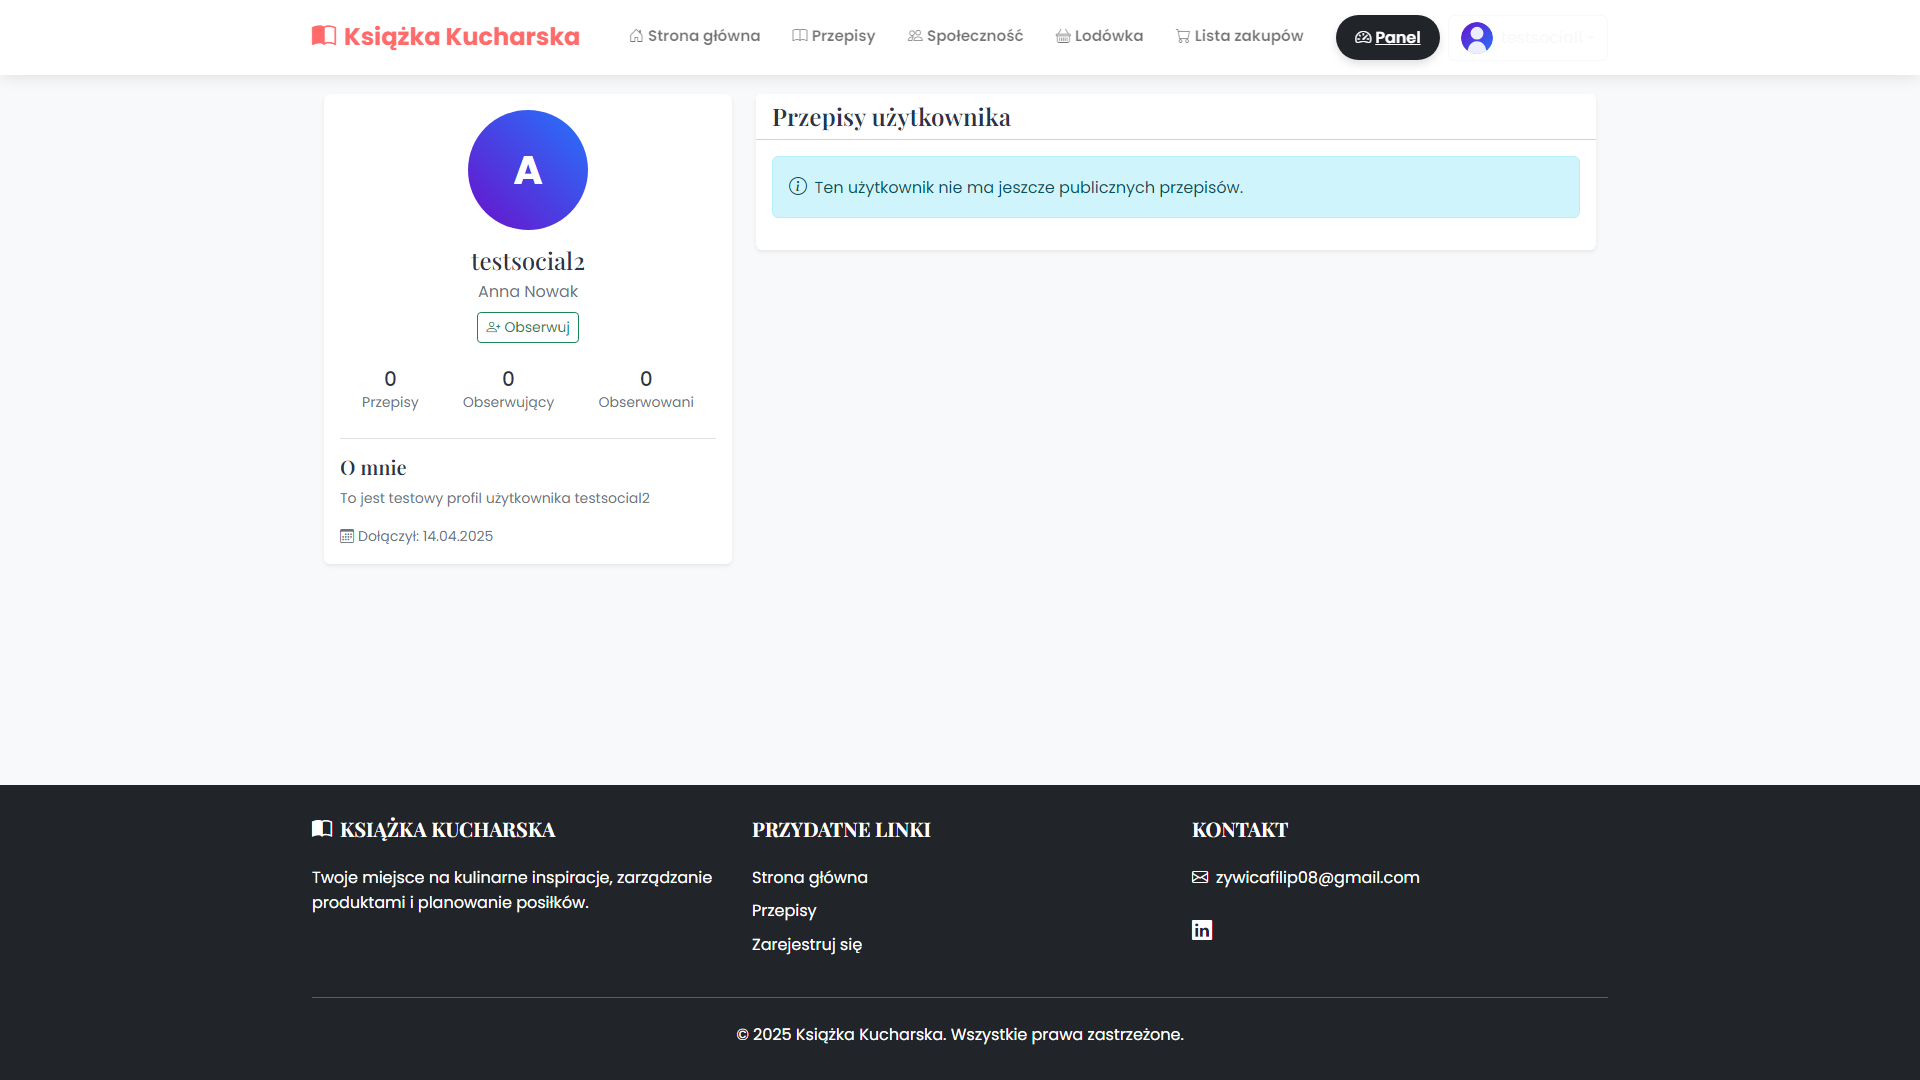 Książka Kucharska
Strona główna
Przepisy
Społeczność
Lodówka
Lista zakupów
Panel
testsocial1
A
testsocial2
Anna Nowak
Obserwuj
0 0 0
Przepisy Obserwujący Obserwowani
O mnie
To jest testowy profil użytkownika testsocial2
Dołączył: 14.04.2025
Przepisy użytkownika
Ten użytkownik nie ma jeszcze publicznych przepisów.
KSIĄŻKA KUCHARSKA
Twoje miejsce na kulinarne inspiracje, zarządzanie
produktami i planowanie posiłków.
PRZYDATNE LINKI
Strona główna
Przepisy
Zarejestruj się
KONTAKT
zywicafilip08@gmail.com
in
© 2025 Książka Kucharska. Wszystkie prawa zastrzeżone.